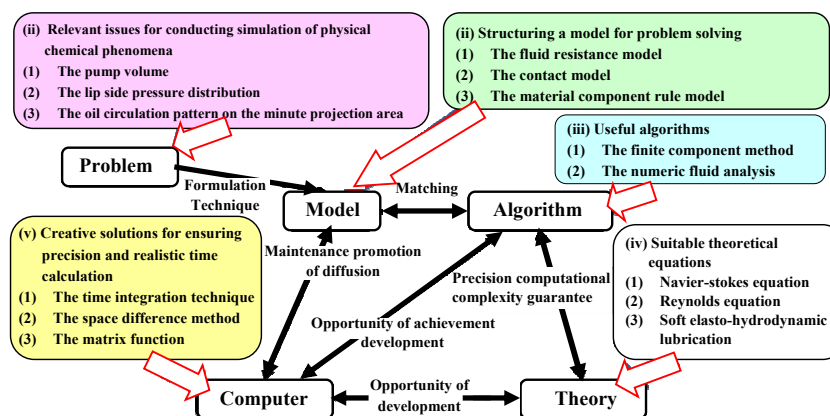 (ii) Relevant issues for conducting simulation of physical
chemical phenomena
(1) The pump volume
(2) The lip side pressure distribution
(3) The oil circulation pattern on the minute projection area
(ii) Structuring a model for problem solving
(1) The fluid resistance model
(2) The contact model
(3) The material component rule model
(iii) Useful algorithms
(1) The finite component method
(2) The numeric fluid analysis
Problem
Formulation
Technique
Model
Matching
Algorithm
(v) Creative solutions for ensuring
precision and realistic time
calculation
(1) The time integration technique
(2) The space difference method
(3) The matrix function
Maintenance promotion
of diffusion
Precision computational
complexity guarantee
(iv) Suitable theoretical
equations
(1) Navier-stokes equation
(2) Reynolds equation
(3) Soft elasto-hydrodynamic
lubrication
Opportunity of achievement
development
Computer
Opportunity of
development
Theory